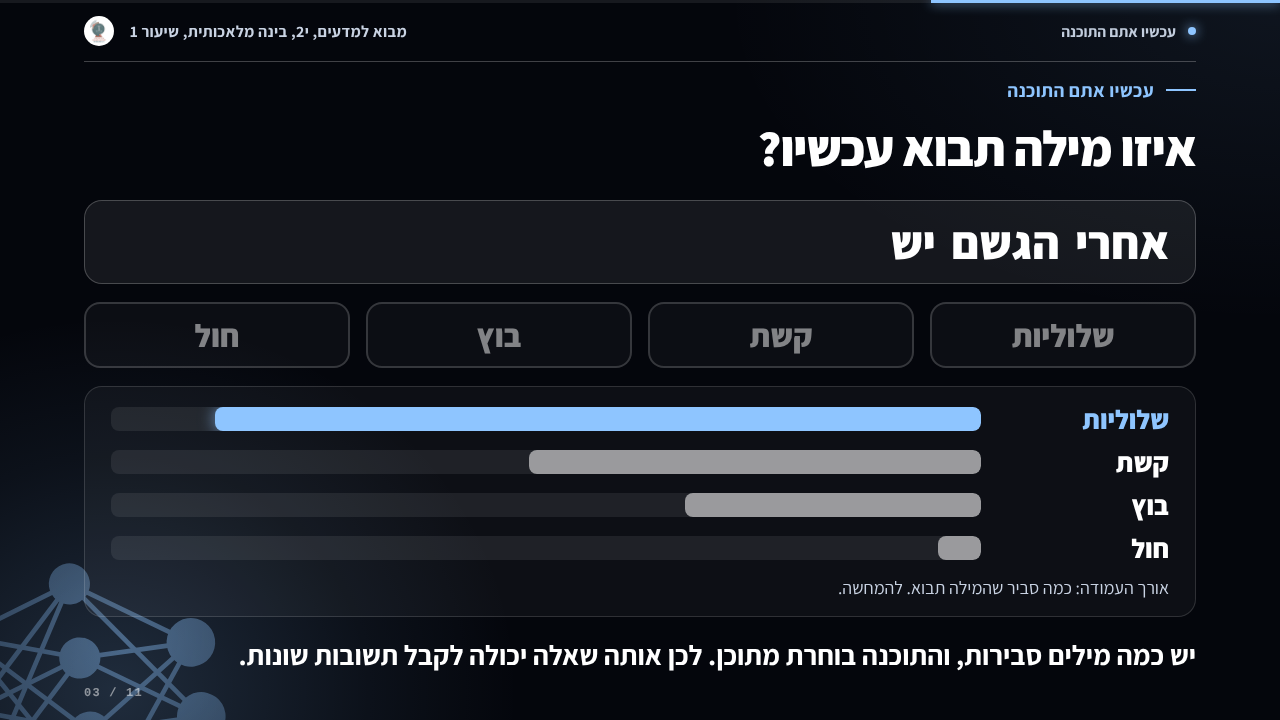 עכשיו אתם התוכנה
מבוא למדעים, י2, בינה מלאכותית, שיעור 1
עכשיו אתם התוכנה
איזו מילה תבוא עכשיו?
אחרי הגשם יש
שלוליות
קשת
בוץ
חול
שלוליות
קשת
בוץ
חול
אורך העמודה: כמה סביר שהמילה תבוא. להמחשה.
יש כמה מילים סבירות, והתוכנה בוחרת מתוכן. לכן אותה שאלה יכולה לקבל תשובות שונות.
03 / 11